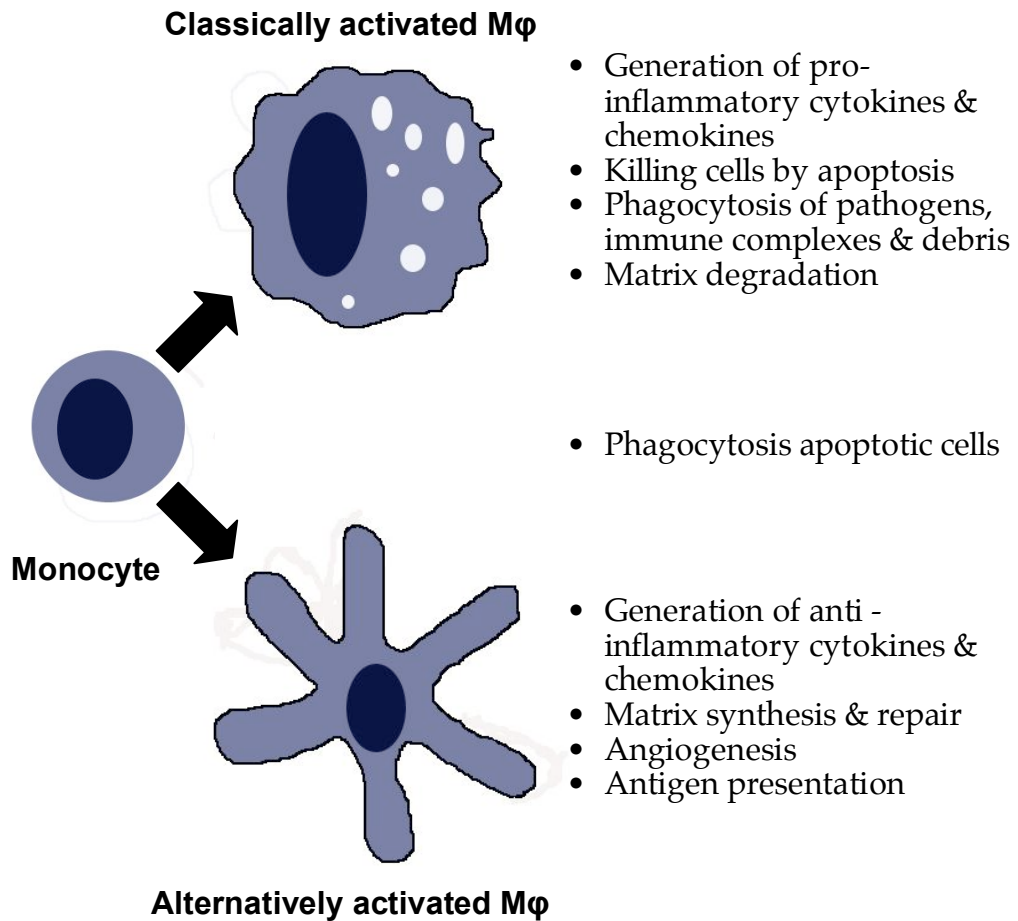 Classically activated Mφ
• Generation of pro-
inflammatory cytokines &
chemokines
• Killing cells by apoptosis
• Phagocytosis of pathogens,
immune complexes & debris
• Matrix degradation
• Phagocytosis apoptotic cells
Monocyte
• Generation of anti -
inflammatory cytokines &
chemokines
• Matrix synthesis & repair
• Angiogenesis
• Antigen presentation
Alternatively activated Mφ